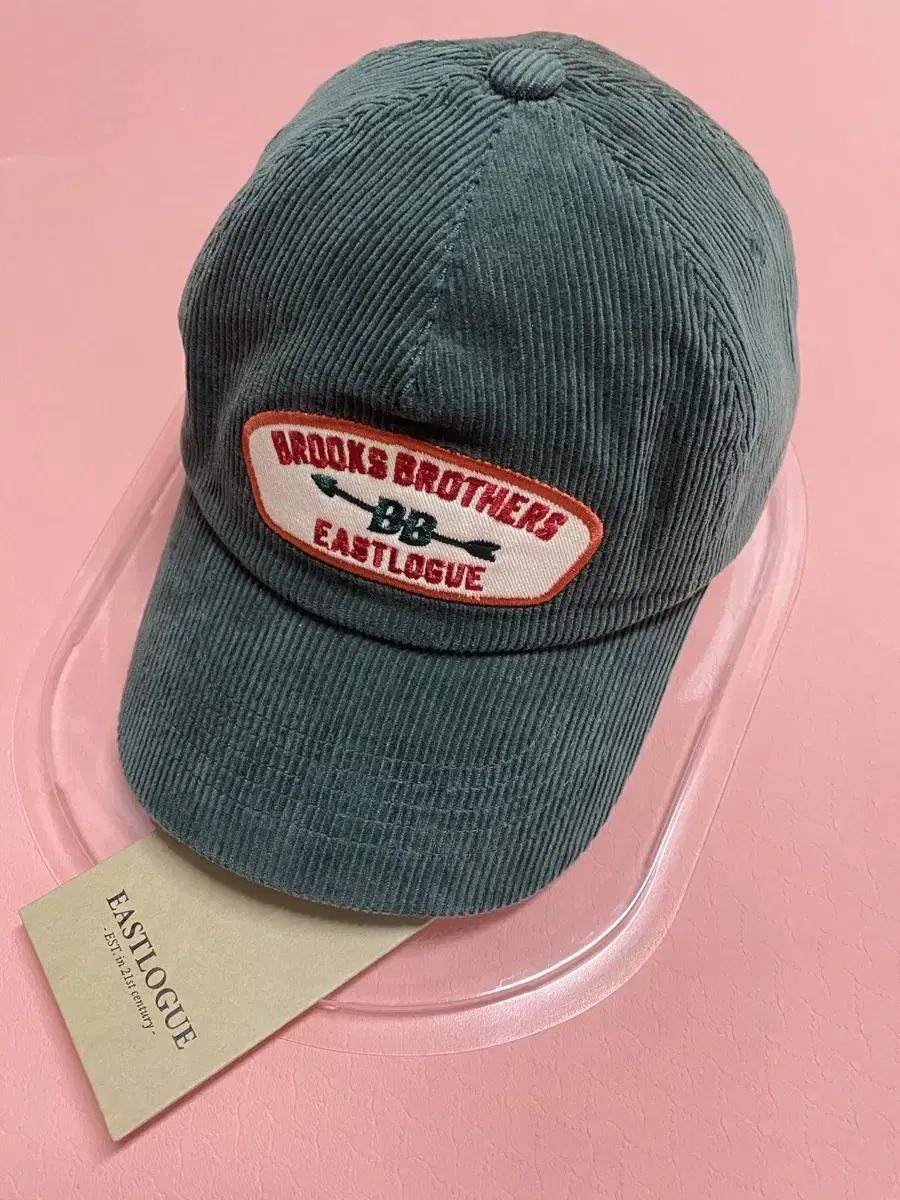 BROOKS BROTHERS
BB
EASTLOGUE
EASTLOGUE
- EST. in 21st century -